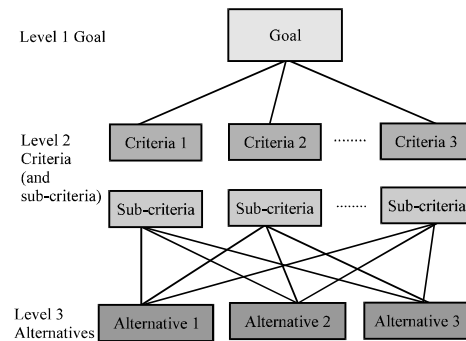 Level 1 Goal
Goal
Level 2
Criteria
(and
sub-criteria)
Criteria 1
Criteria 2
........
Criteria 3
Sub-criteria
Sub-criteria
........
Sub-criteria
Level 3
Alternatives
Alternative 1
Alternative 2
Alternative 3